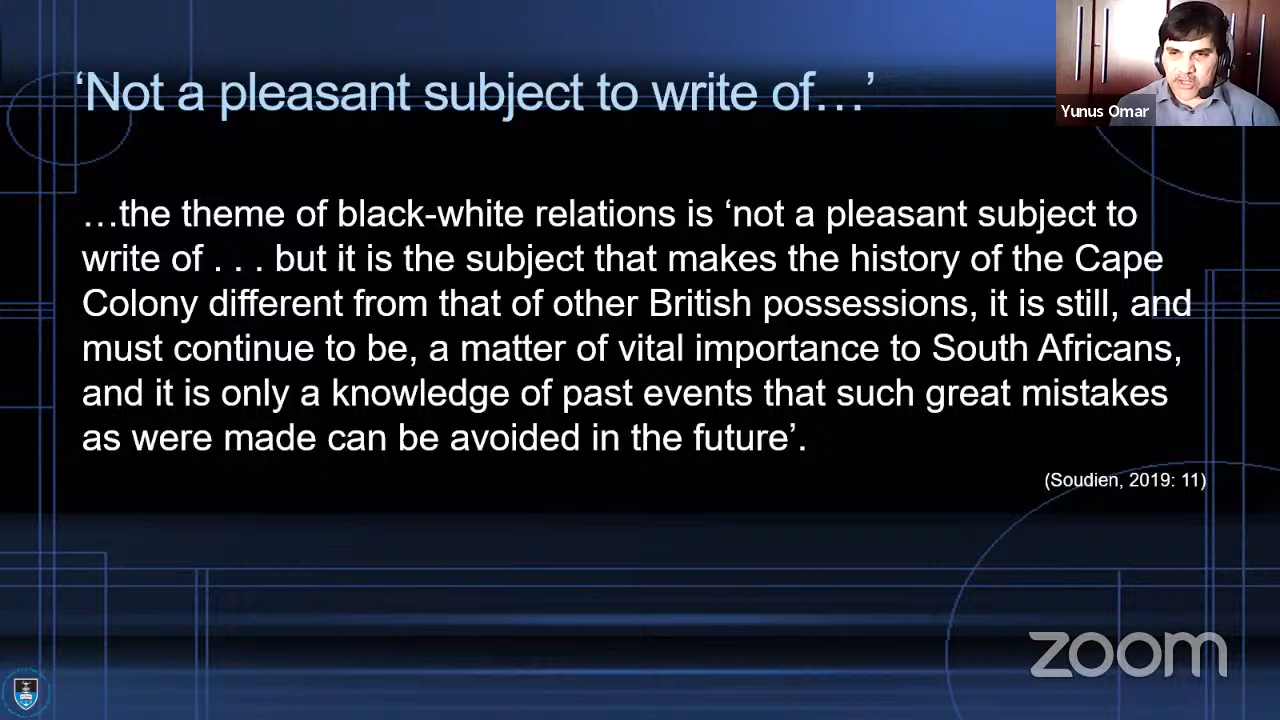 ‘Not a pleasant subject to write of…’
Yunus Omar
…the theme of black-white relations is ‘not a pleasant subject to
write of . . . but it is the subject that makes the history of the Cape
Colony different from that of other British possessions, it is still, and
must continue to be, a matter of vital importance to South Africans,
and it is only a knowledge of past events that such great mistakes
as were made can be avoided in the future’.
(Soudien, 2019: 11)
zoom